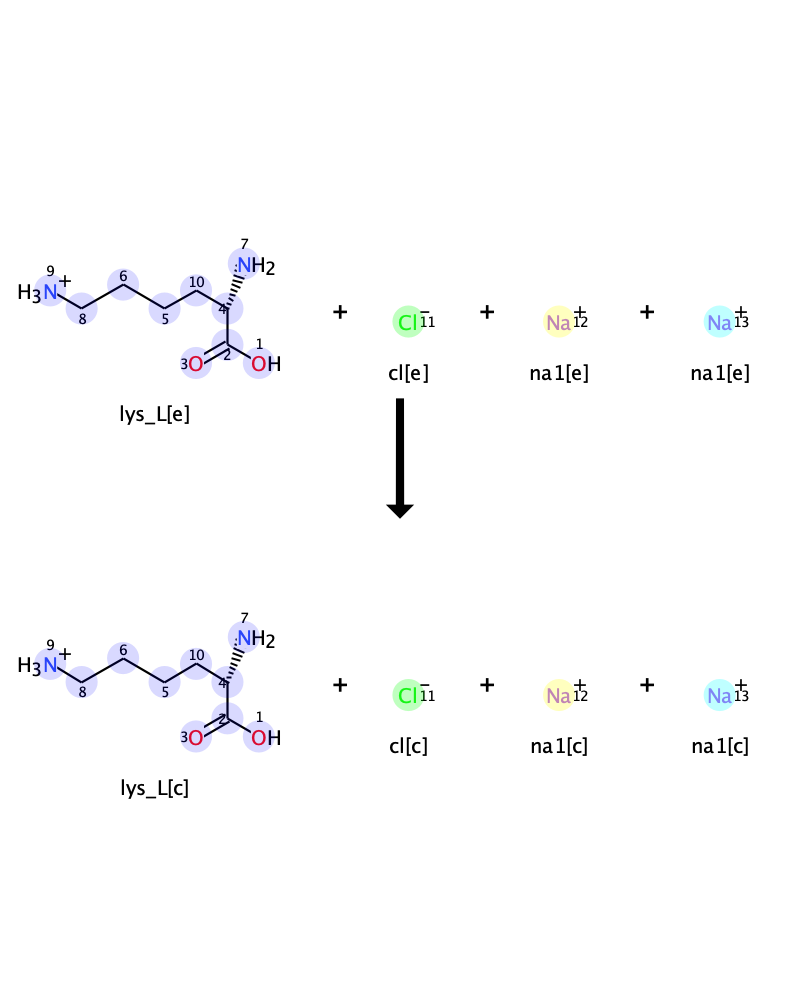 7
NH2
9
H3N+
6
10
8
5
4
+
Cl−11
+
Na+12
+
Na+13
1
2
3O
OH
cl[e]
na1[e]
na1[e]
lys_L[e]
7
NH2
9
H3N+
6
10
8
5
4
+
Cl−11
+
Na+12
+
Na+13
1
2
3O
OH
cl[c]
na1[c]
na1[c]
lys_L[c]